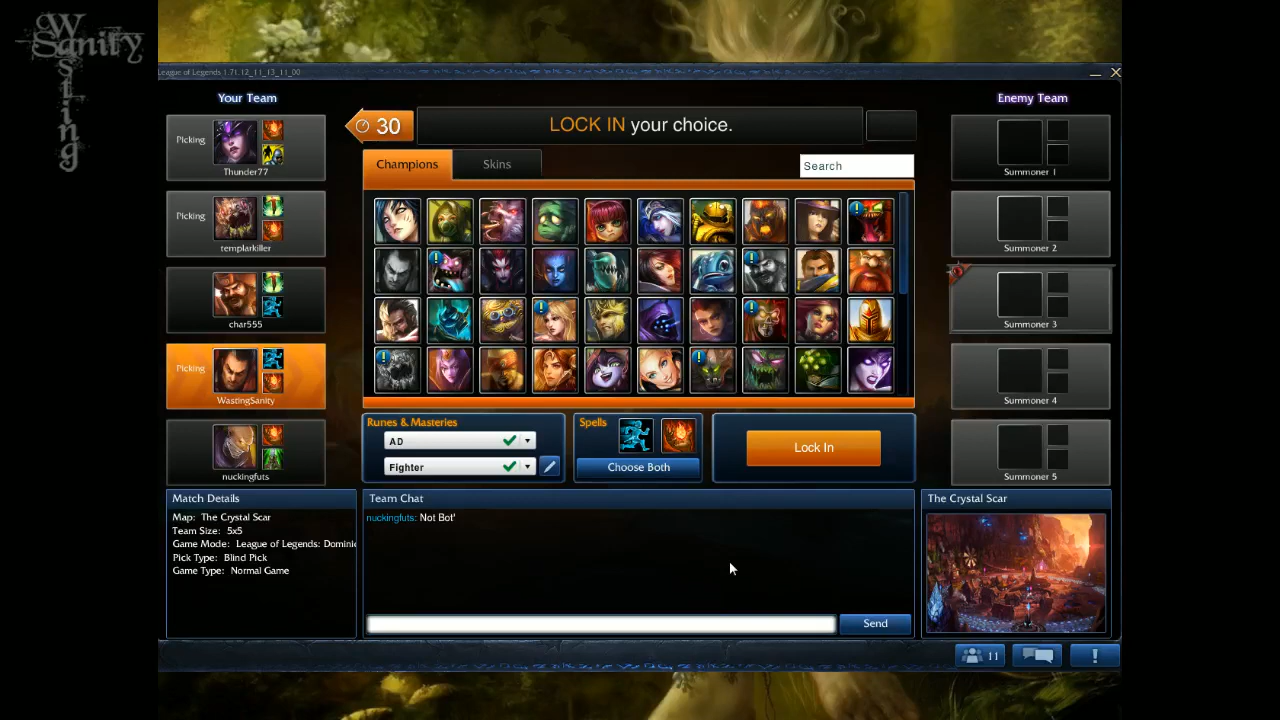 Wasting
Sanity
League of Legends 1.71.12_11_13_11_00
Your Team
Enemy Team
30
LOCK IN your choice.
Champions
Skins
Search
Picking
Thunder77
Picking
templarkiller
char555
Picking
WastingSanity
nuckingfuts
Summoner 1
Summoner 2
Summoner 3
Summoner 4
Summoner 5
Runes & Masteries
AD
Fighter
Spells
Choose Both
Lock In
Match Details
Map: The Crystal Scar
Team Size: 5x5
Game Mode: League of Legends: Dominic
Pick Type: Blind Pick
Game Type: Normal Game
Team Chat
nuckingfuts: Not Bot'
Send
The Crystal Scar
11